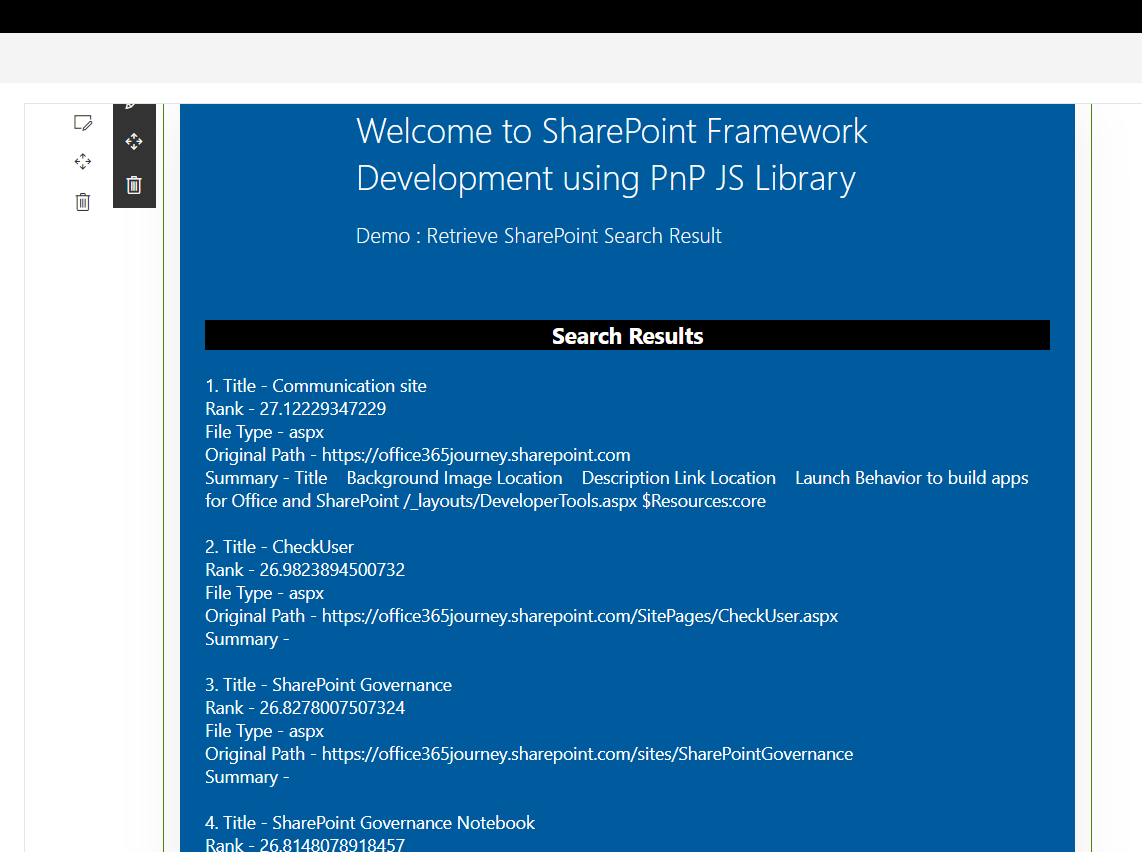 Welcome to SharePoint Framework
Development using PnP JS Library
Demo : Retrieve SharePoint Search Result
Search Results
1. Title - Communication site
Rank - 27.12229347229
File Type - aspx
Original Path - https://office365journey.sharepoint.com
Summary - Title    Background Image Location    Description Link Location    Launch Behavior to build apps
for Office and SharePoint /_layouts/DeveloperTools.aspx $Resources:core
2. Title - CheckUser
Rank - 26.9823894500732
File Type - aspx
Original Path - https://office365journey.sharepoint.com/SitePages/CheckUser.aspx
Summary -
3. Title - SharePoint Governance
Rank - 26.8278007507324
File Type - aspx
Original Path - https://office365journey.sharepoint.com/sites/SharePointGovernance
Summary -
4. Title - SharePoint Governance Notebook
Rank - 26.8148078918457